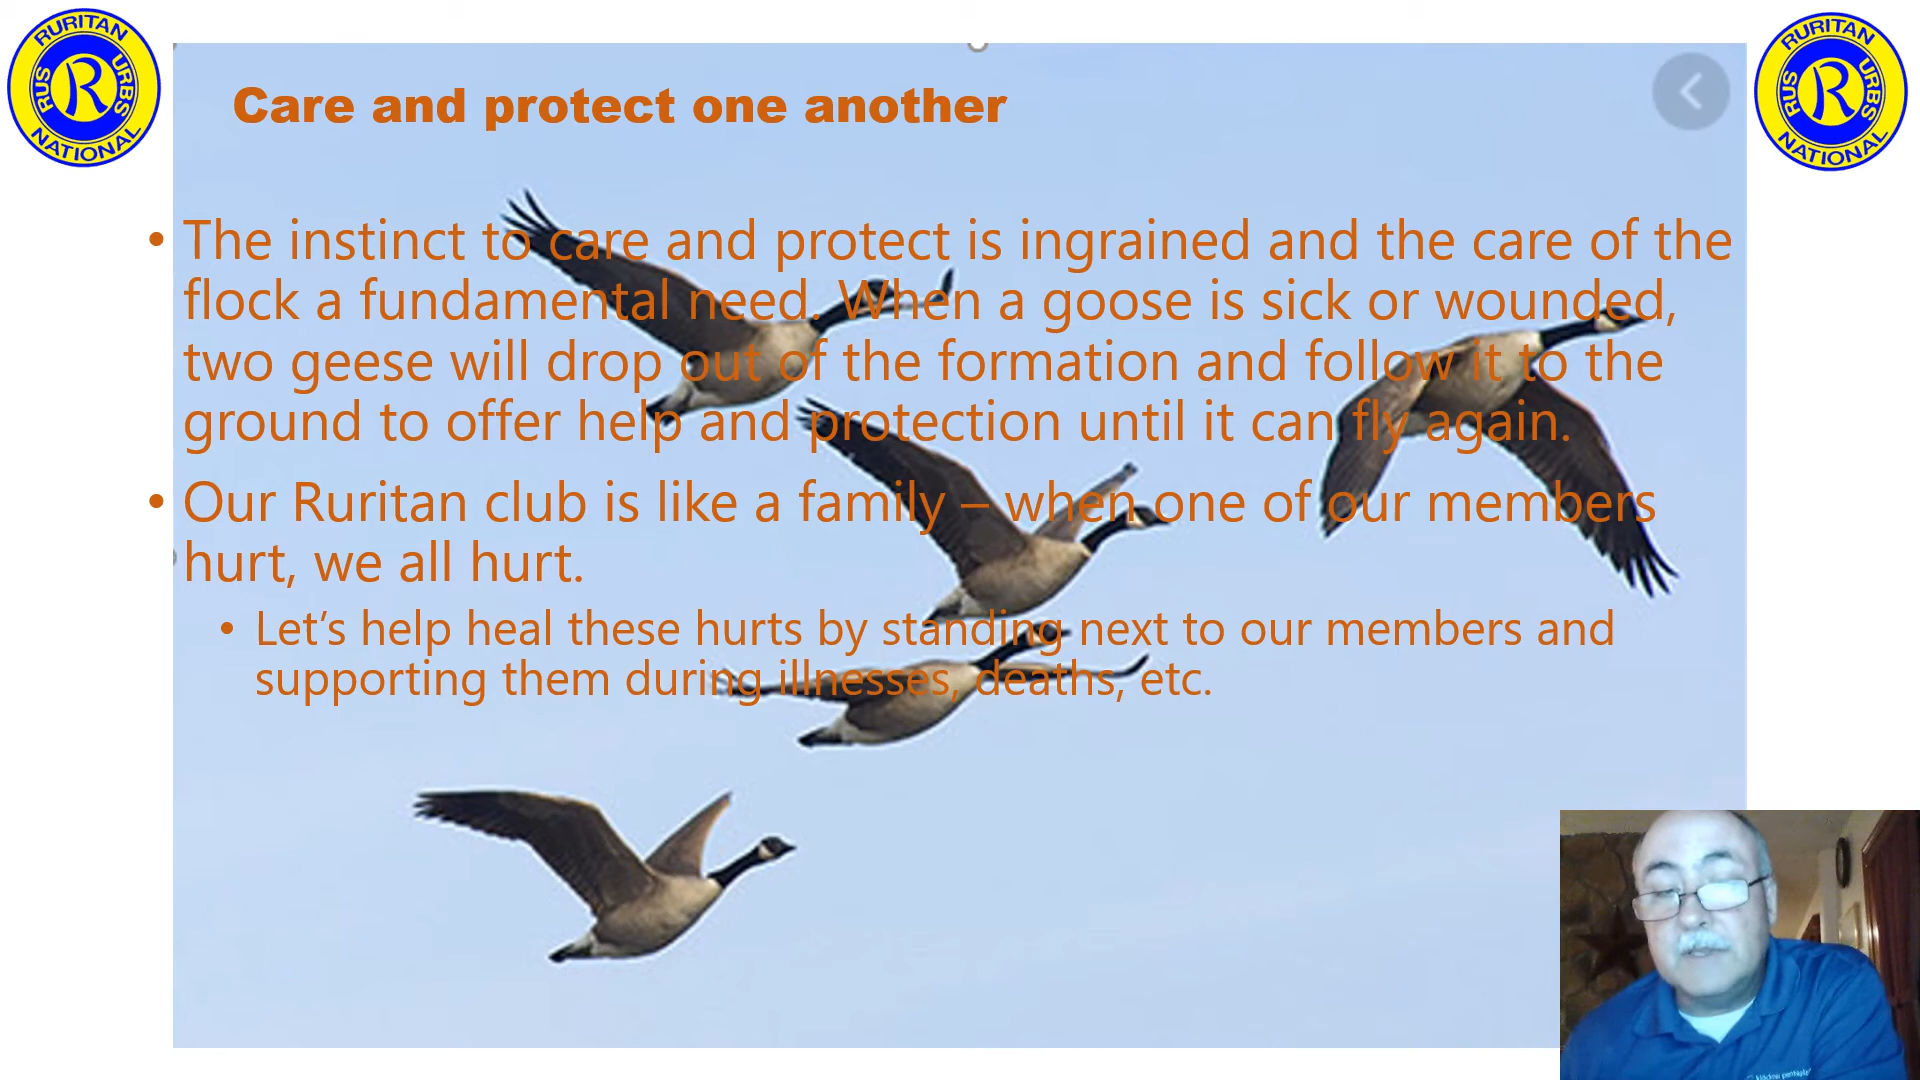 RURITAN
RUS
R
URBS
NATIONAL
RURITAN
RUS
R
URBS
NATIONAL
Care and protect one another
• The instinct to care and protect is ingrained and the care of the
flock a fundamental need. When a goose is sick or wounded,
two geese will drop out of the formation and follow it to the
ground to offer help and protection until it can fly again.
• Our Ruritan club is like a family – when one of our members
hurt, we all hurt.
• Let’s help heal these hurts by standing next to our members and
supporting them during illnesses, deaths, etc.